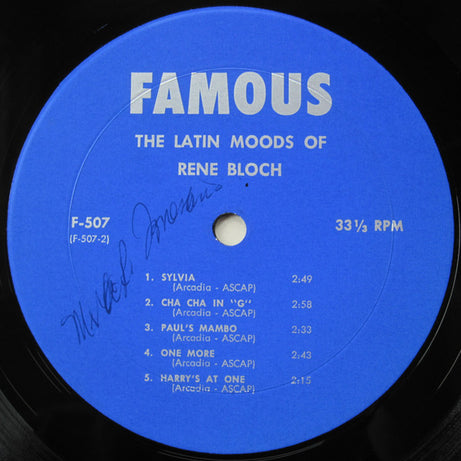 FAMOUS
THE LATIN MOODS OF
RENE BLOCH
F-507 33 1/3 RPM
(F-507-2)
1. SYLVIA 2:49
(Arcadia - ASCAP)
2. CHA CHA IN "G" 2:58
(Arcadia - ASCAP)
3. PAUL'S MAMBO 2:33
(Arcadia - ASCAP)
4. ONE MORE 2:43
(Arcadia - ASCAP)
5. HARRY'S AT ONE 2:15
(Arcadia - ASCAP)